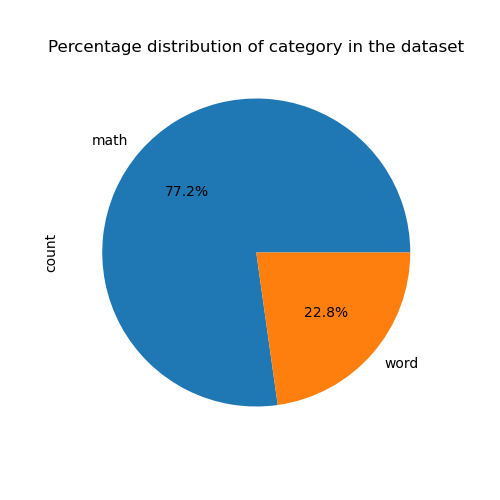 Percentage distribution of category in the dataset
math
77.2%
count
22.8%
word